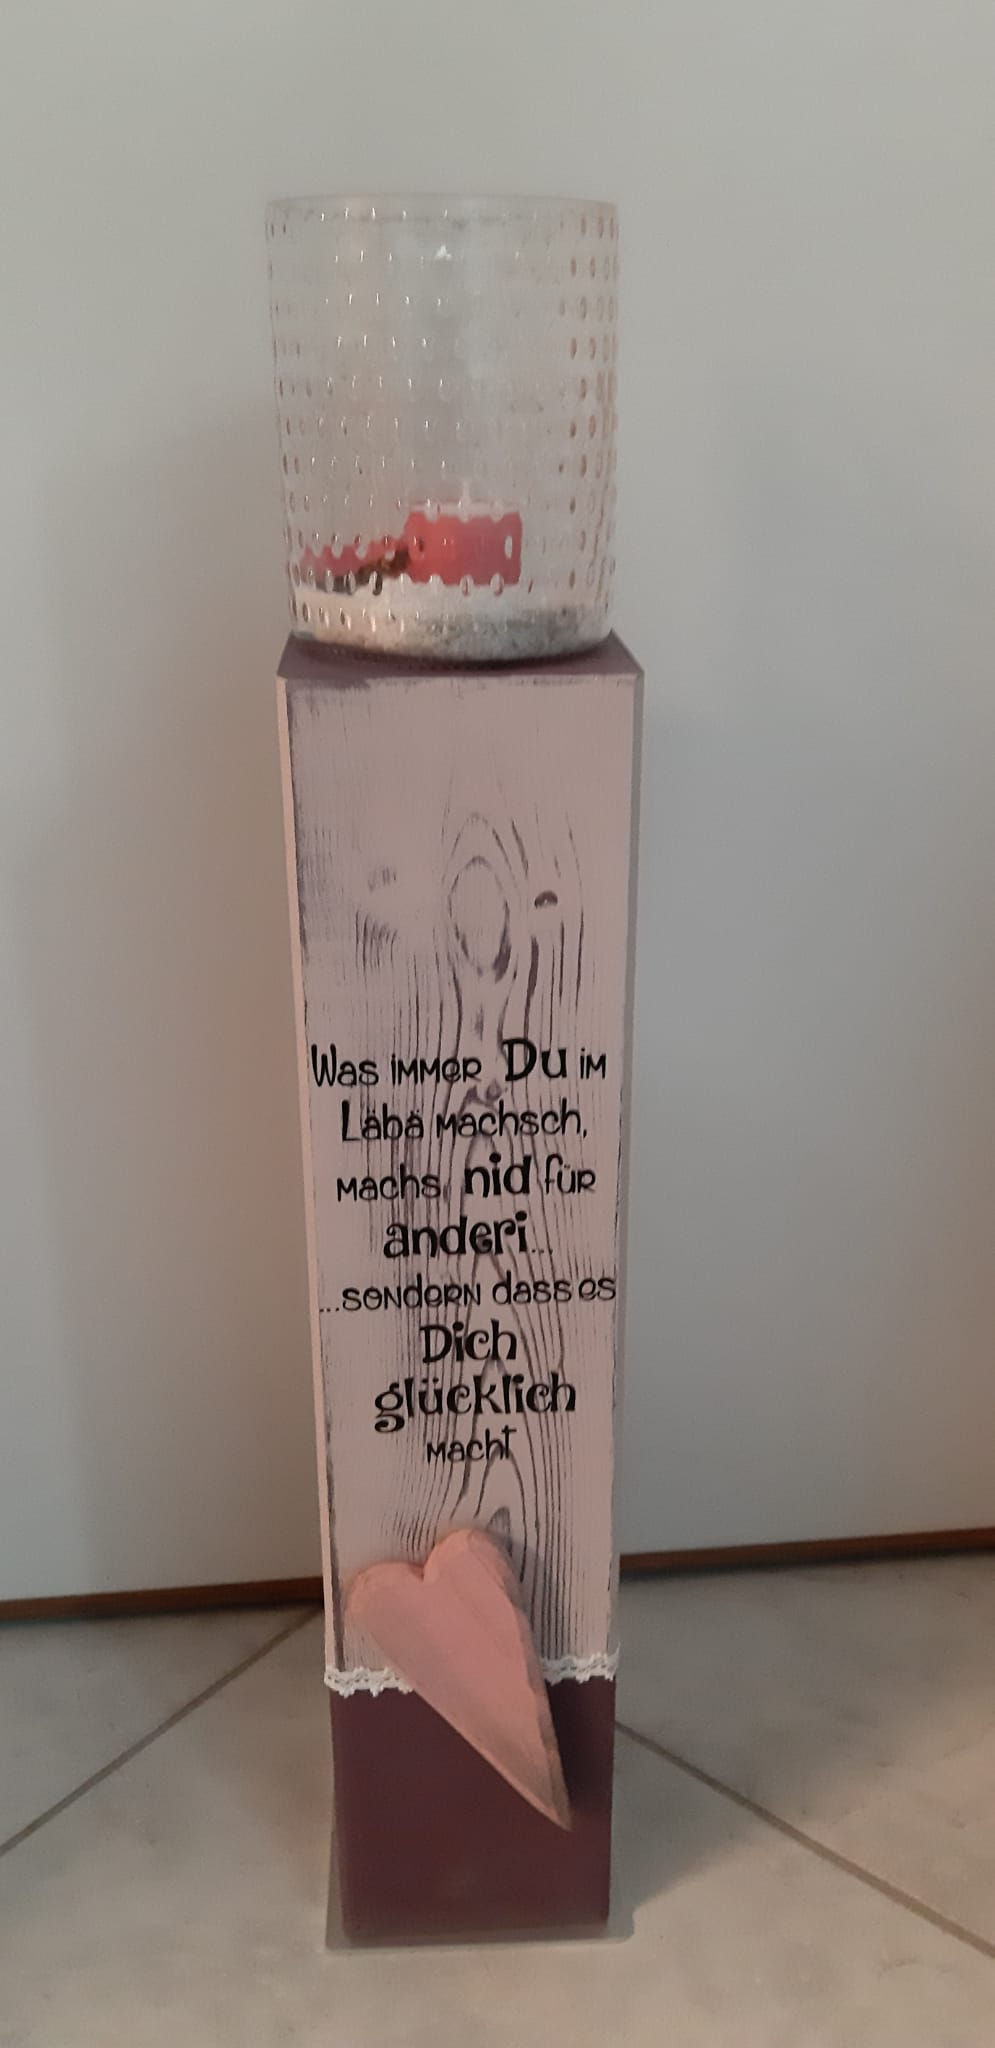 Was immer Du im
Läbä machsch,
machs nid für
anderi...
...sondern dass es
Dich
glücklich
macht